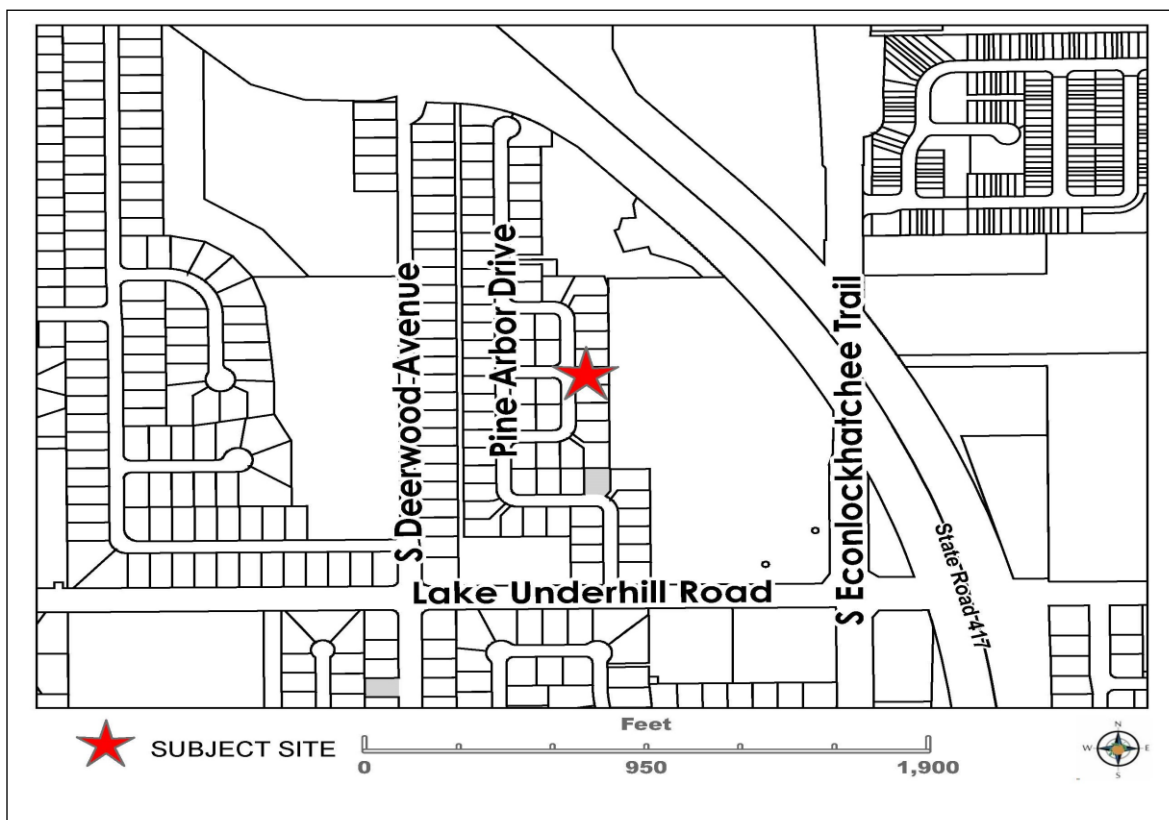 S Deerwood Avenue
Pine Arbor Drive
S Econlockhatchee Trail
Lake Underhill Road
State Road 417
SUBJECT SITE
Feet
0 950 1,900
N
W E
S